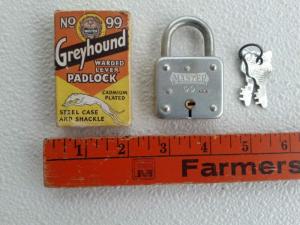 NO 99
Greyhound
WARDED
LEVER
PADLOCK
CADMIUM
PLATED
STEEL CASE
AND SHACKLE
MASTER
99
1
2
3
4
5
Farmers